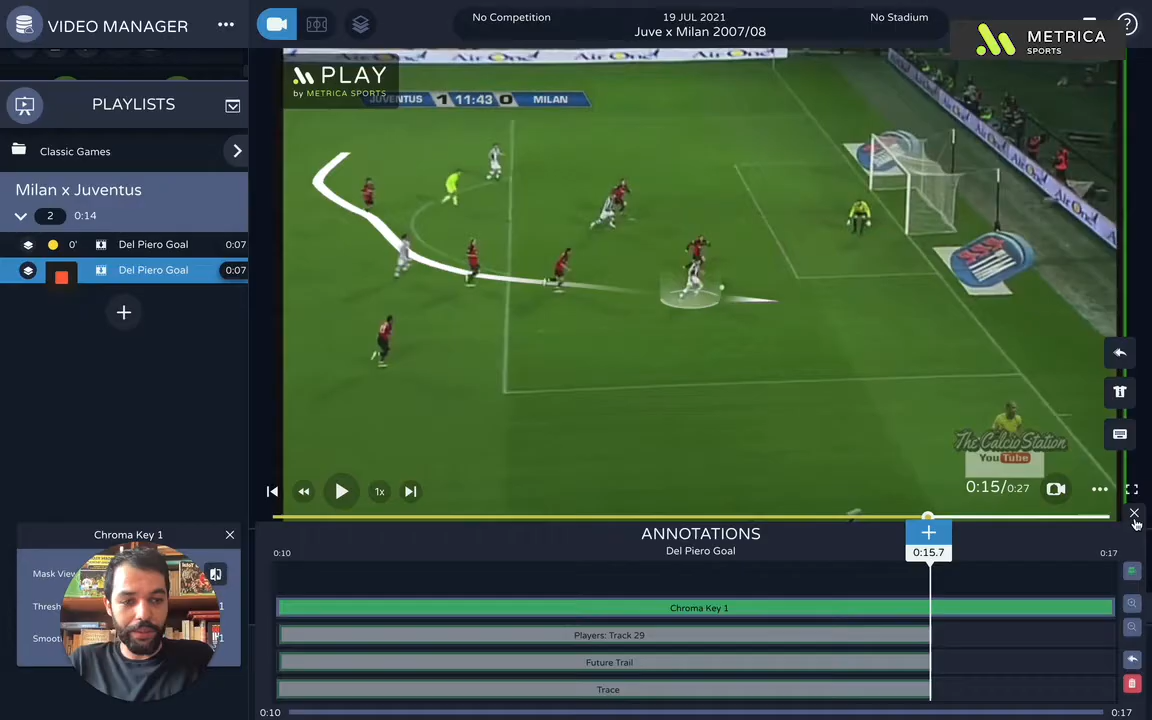 VIDEO MANAGER
No Competition
19 JUL 2021
No Stadium
Juve x Milan 2007/08
?
METRICA
SPORTS
PLAY
by METRICA SPORTS
JUVENTUS 1 11:43 0 MILAN
PLAYLISTS
Classic Games
Milan x Juventus
2 0:14
0' Del Piero Goal 0:07
Del Piero Goal 0:07
The Calcio Station
YouTube
1x
0:15/0:27
ANNOTATIONS
Del Piero Goal
0:10
0:15.7
0:17
Chroma Key 1
Mask View
Thresh
1
Smoo
1
Chroma Key 1
Players: Track 29
Future Trail
Trace
0:10
0:17